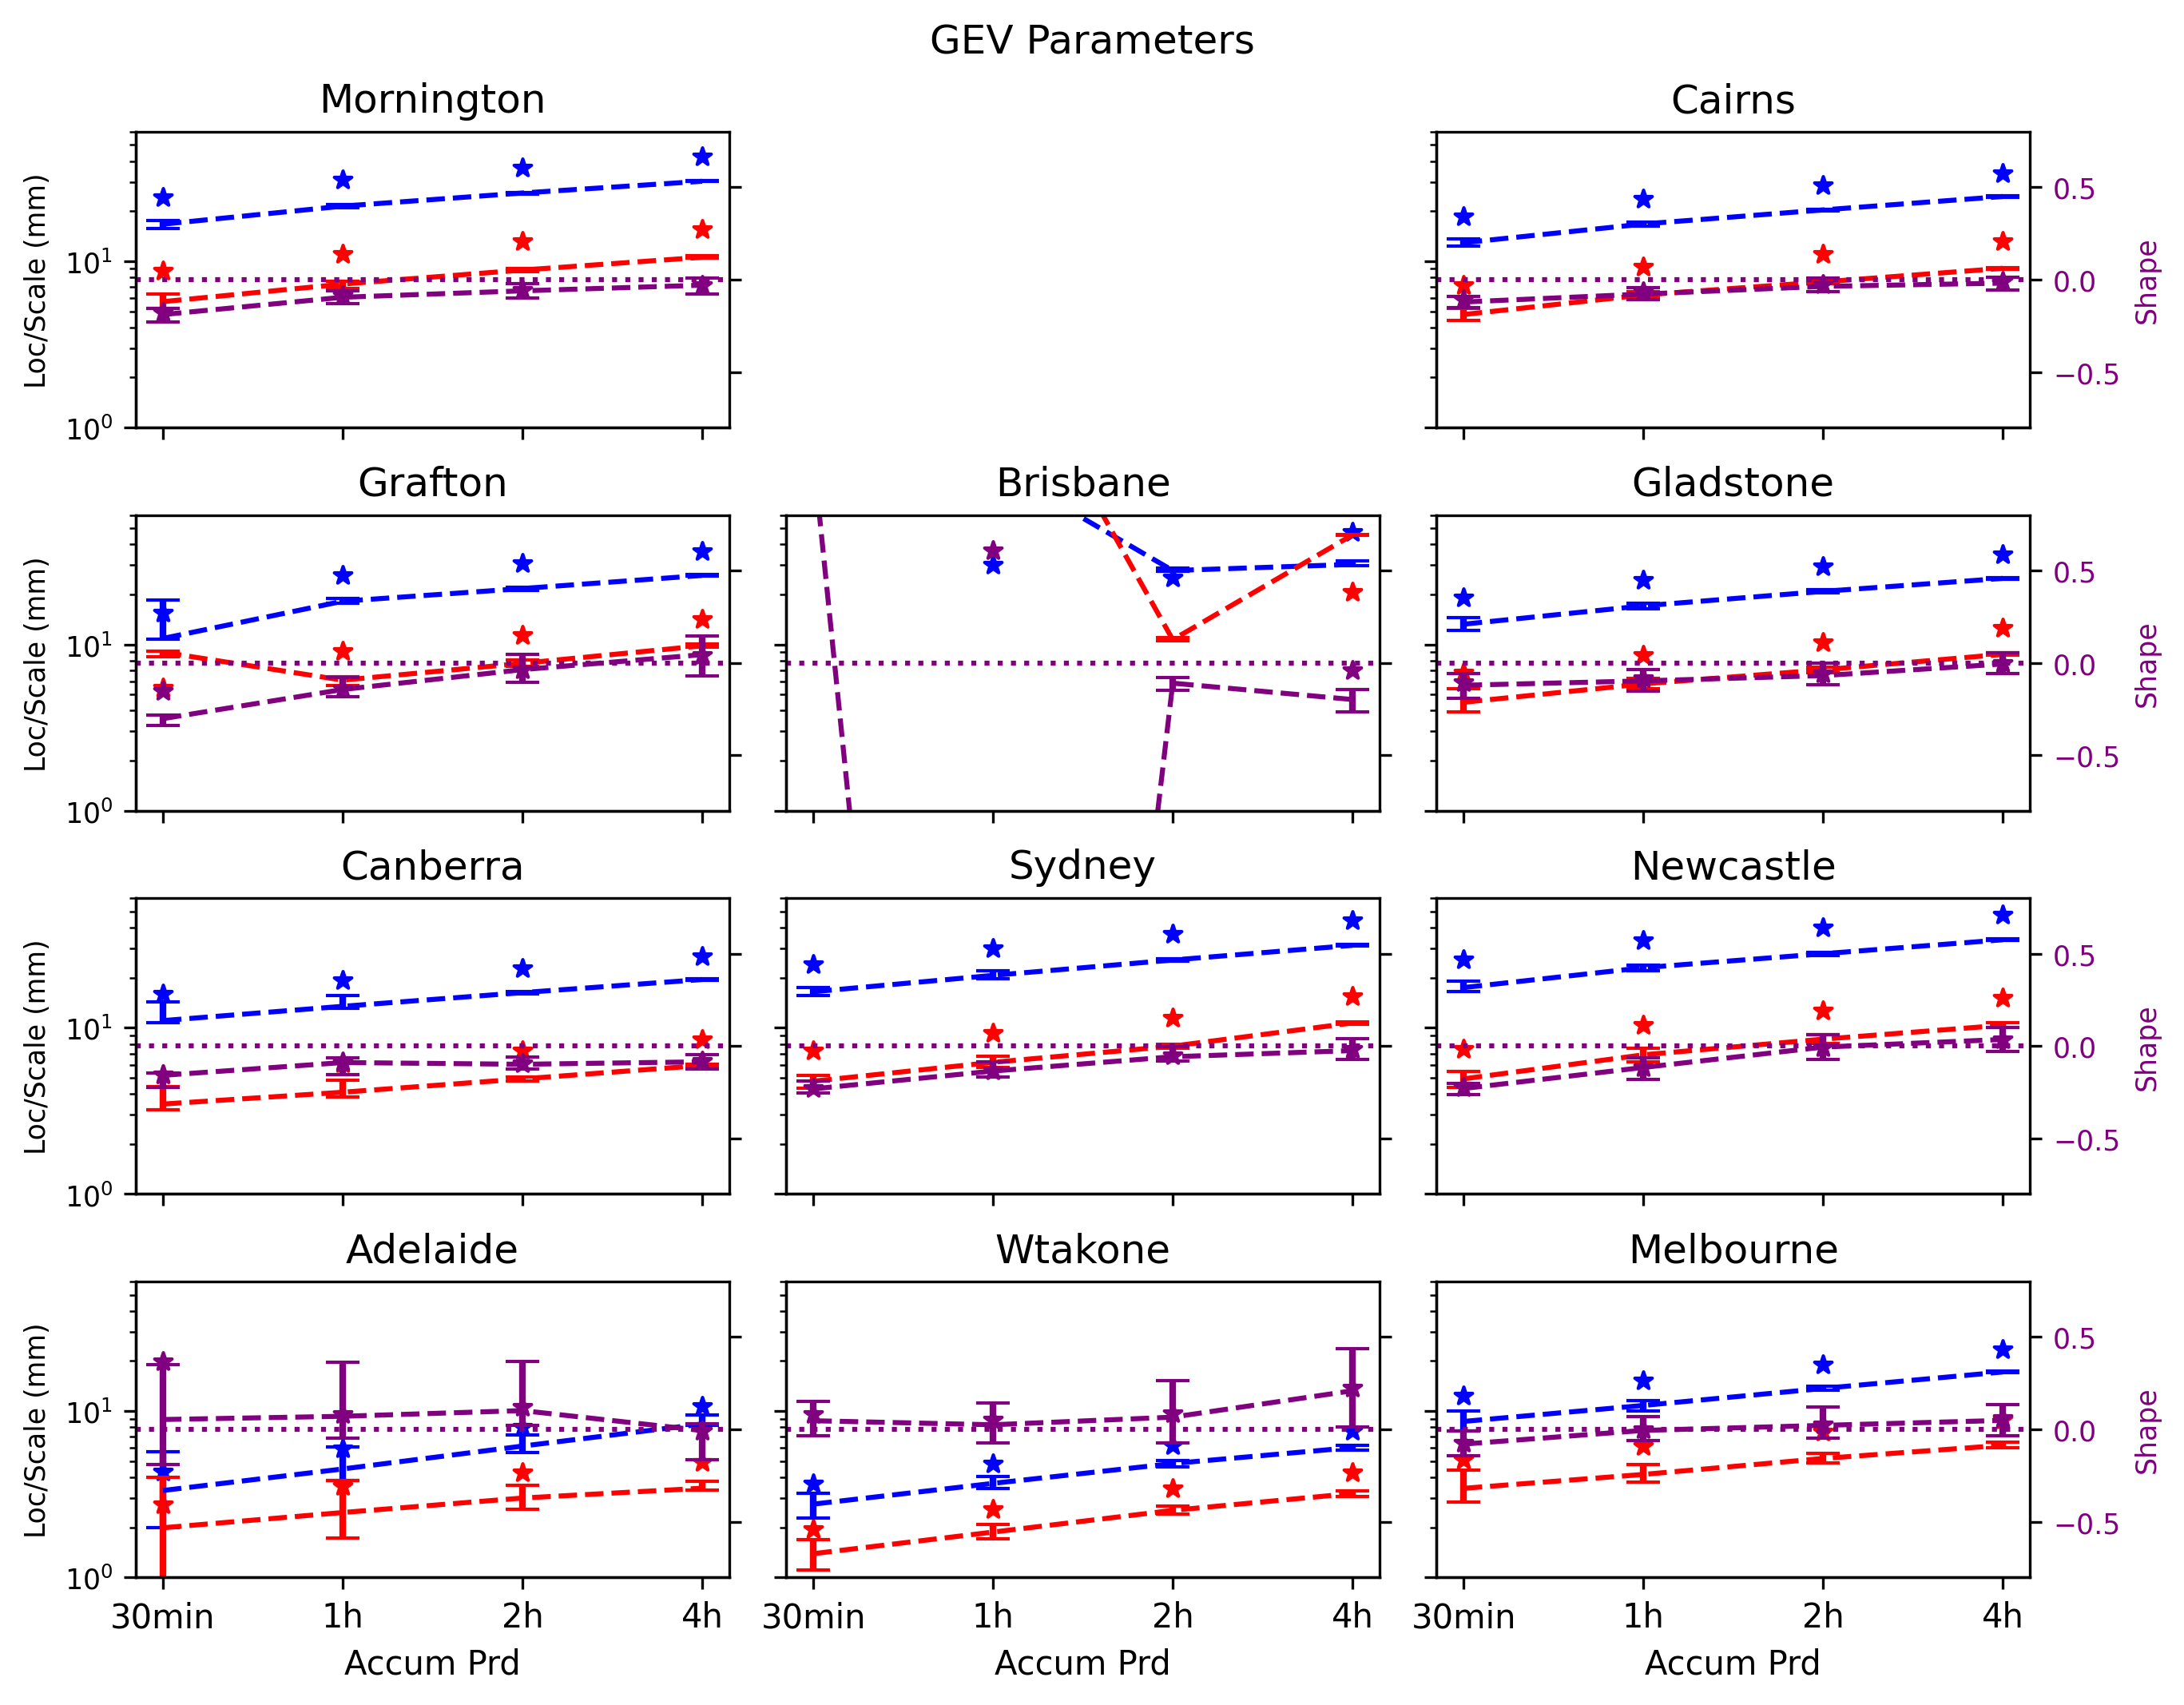 GEV Parameters
Mornington
Cairns
Loc/Scale (mm)
10¹
10⁰
0.5
0.0
−0.5
Shape
Grafton
Brisbane
Gladstone
Loc/Scale (mm)
10¹
10⁰
0.5
0.0
−0.5
Shape
Canberra
Sydney
Newcastle
Loc/Scale (mm)
10¹
10⁰
0.5
0.0
−0.5
Shape
Adelaide
Wtakone
Melbourne
Loc/Scale (mm)
10¹
10⁰
0.5
0.0
−0.5
Shape
30min 1h 2h 4h
30min 1h 2h 4h
30min 1h 2h 4h
Accum Prd
Accum Prd
Accum Prd